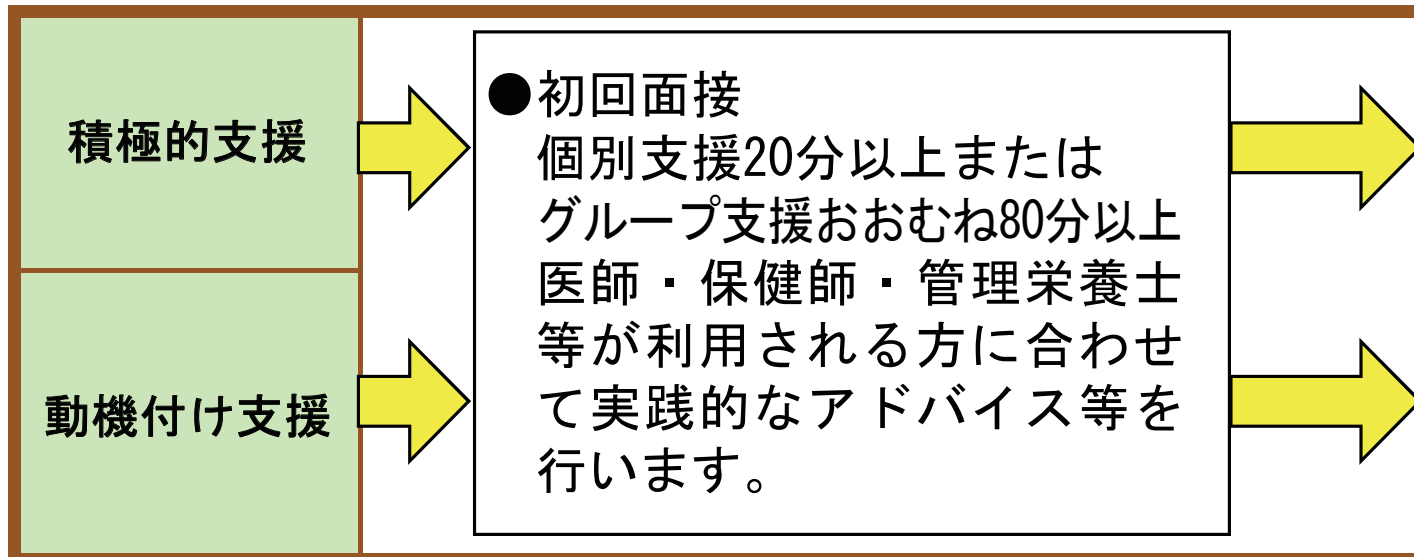 積極的支援
動機付け支援
●初回面接
個別支援20分以上または
グループ支援おおむね80分以上
医師・保健師・管理栄養士
等が利用される方に合わせ
て実践的なアドバイス等を
行います。